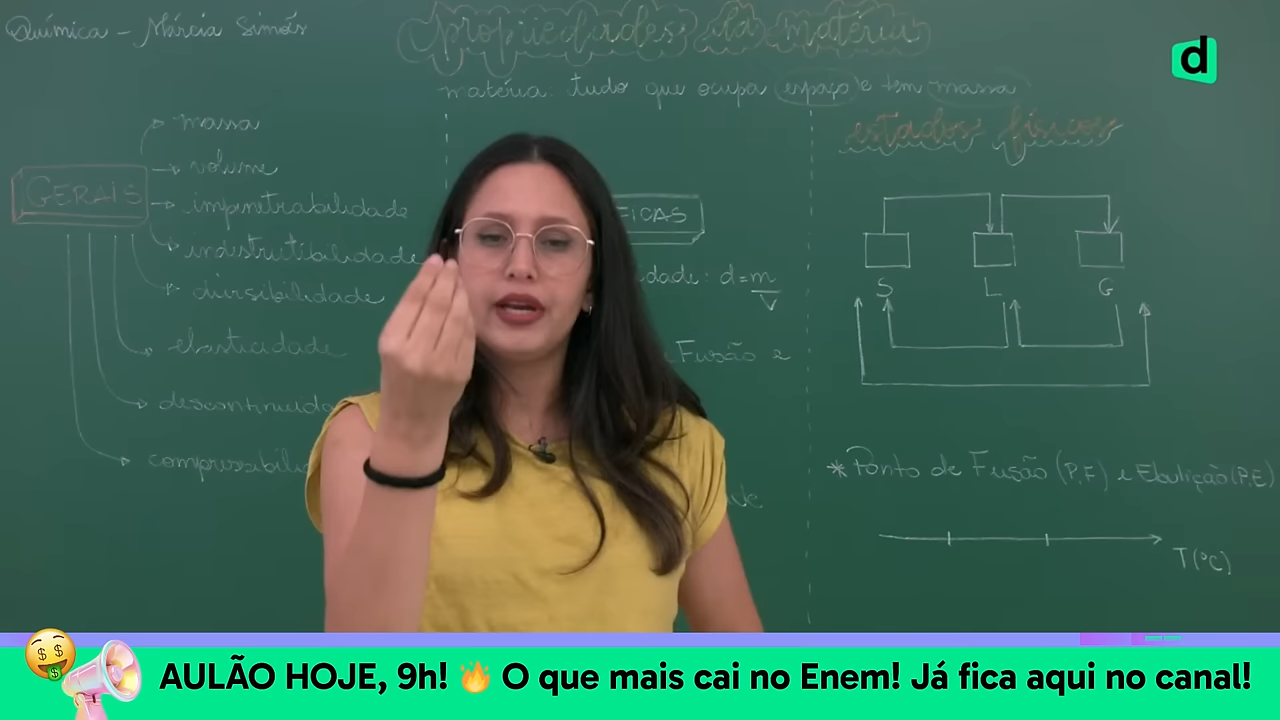 Química - Márcia Simões
propriedades da matéria
matéria: tudo que ocupa espaço e tem massa
d
GERAIS
massa
volume
impenetrabilidade
indestrutibilidade
divisibilidade
elasticidade
descontinuida
compressibili
FICAS
dade: d=m
V
Fusão e
estados físicos
S L G
* Ponto de Fusão (P.F) e Ebulição (P.E)
T(°C)
AULÃO HOJE, 9h! 🔥 O que mais cai no Enem! Já fica aqui no canal!